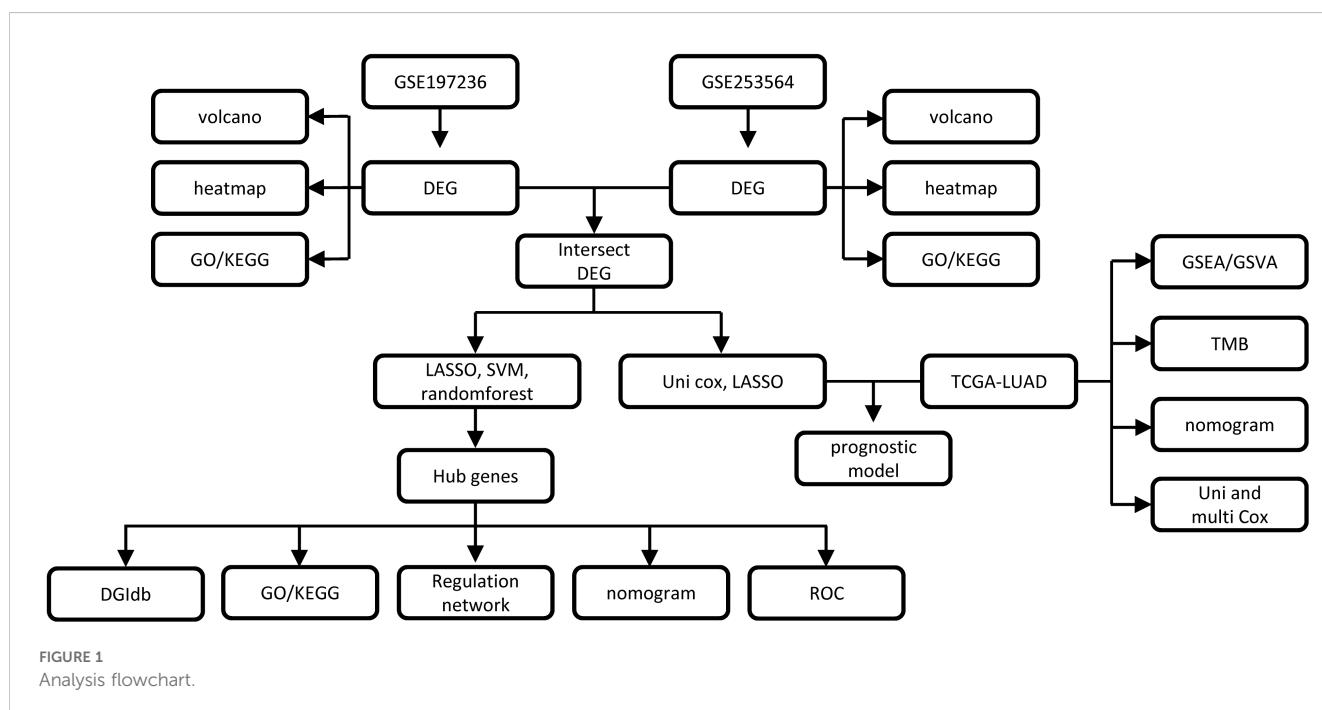 GSE197236
GSE253564
volcano
volcano
DEG
DEG
heatmap
heatmap
GO/KEGG
Intersect
DEG
GO/KEGG
GSEA/GSVA
TMB
LASSO, SVM,
randomforest
Uni cox, LASSO
TCGA-LUAD
nomogram
prognostic
model
Hub genes
Uni and
multi Cox
DGIdb
GO/KEGG
Regulation
network
nomogram
ROC
FIGURE 1
Analysis flowchart.